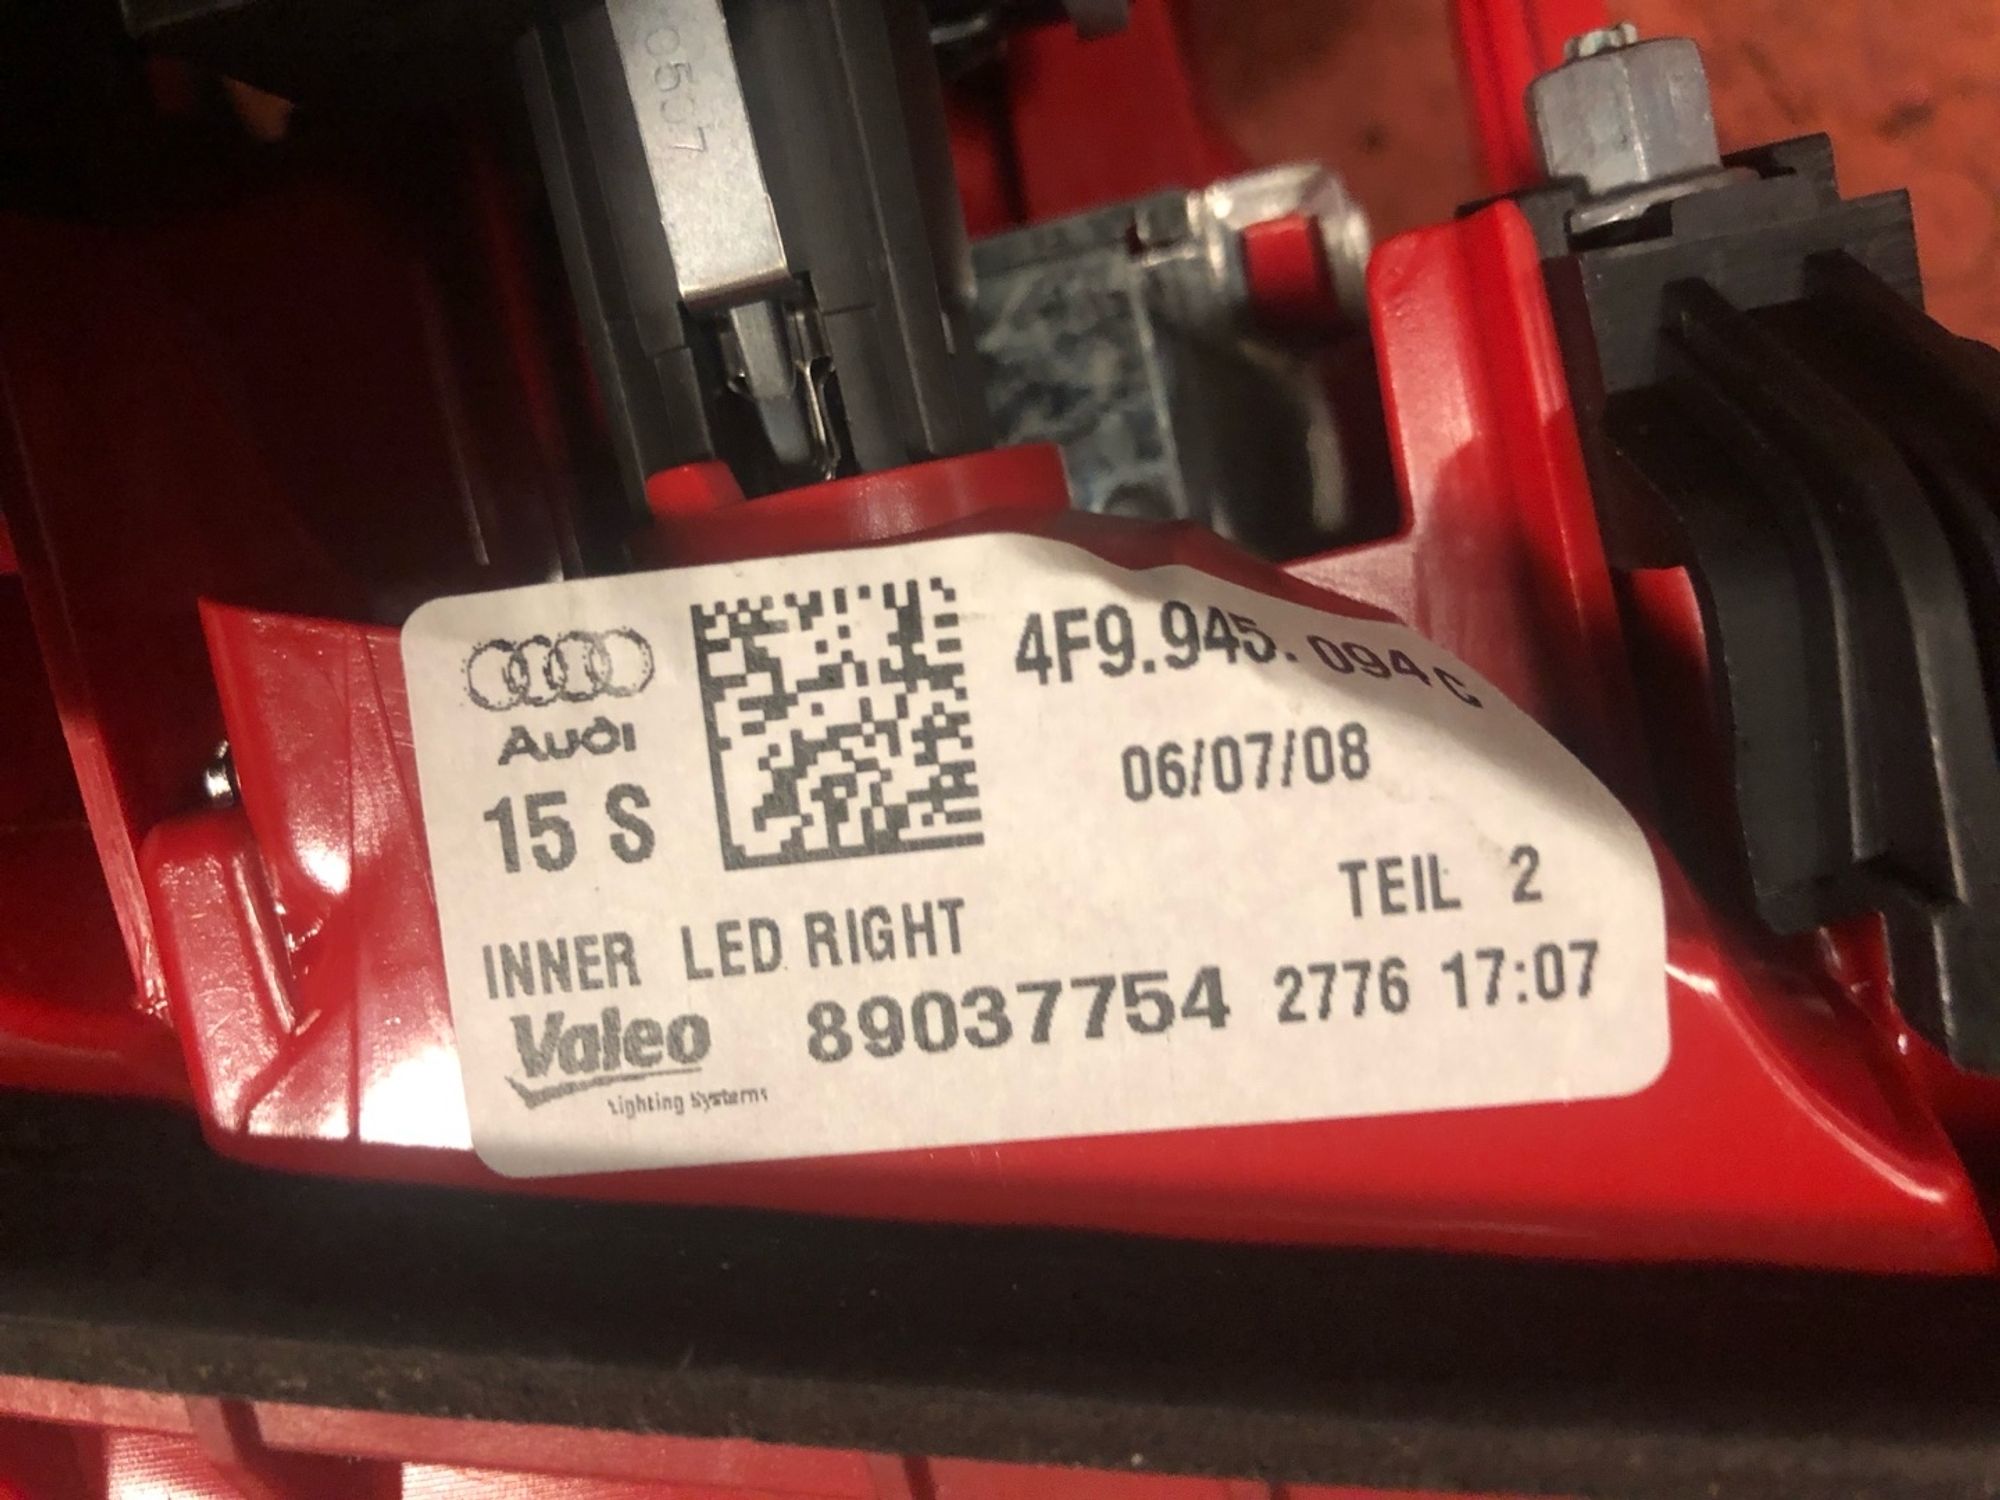 0507
4F9.945.094 C
Audi
06/07/08
15 S
TEIL 2
INNER LED RIGHT
Valeo 89037754 2776 17:07
Lighting Systems